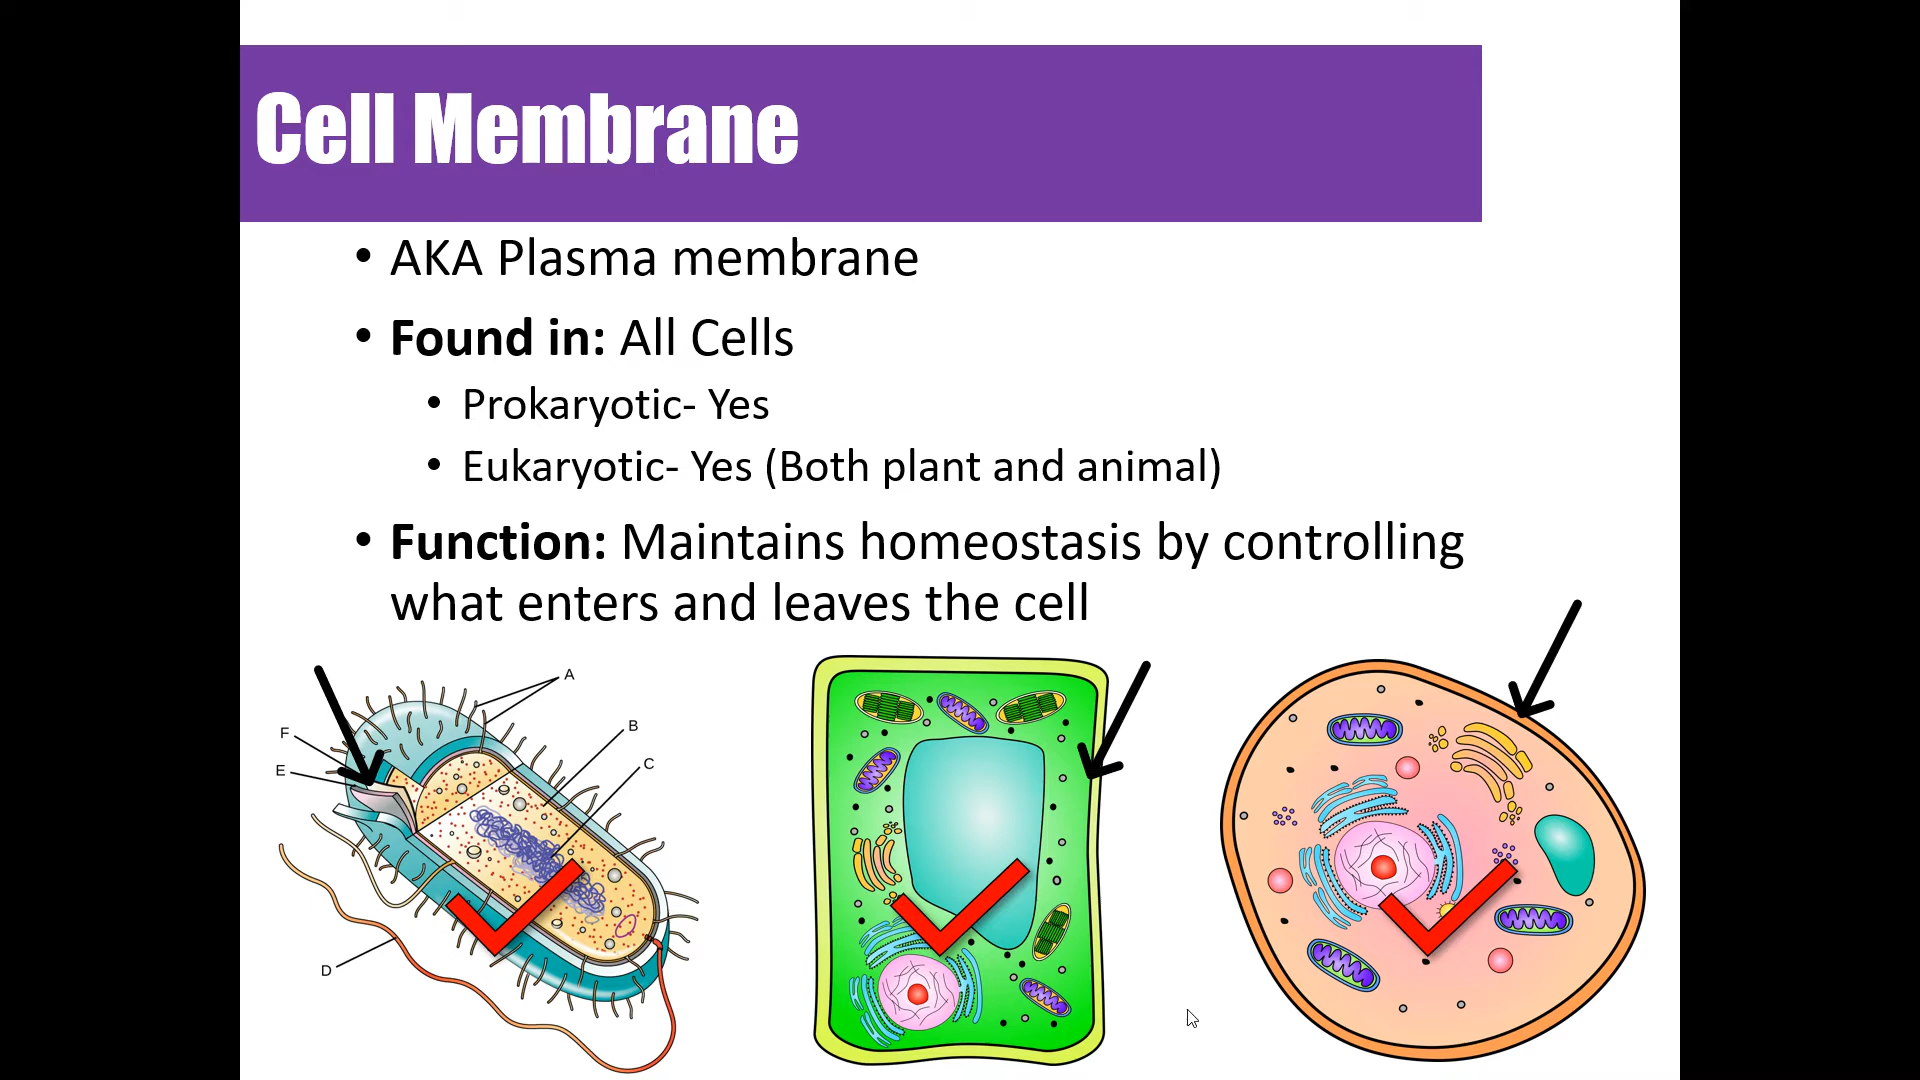 Cell Membrane
• AKA Plasma membrane
• Found in: All Cells
• Prokaryotic- Yes
• Eukaryotic- Yes (Both plant and animal)
• Function: Maintains homeostasis by controlling
what enters and leaves the cell
A
B
C
D
E
F